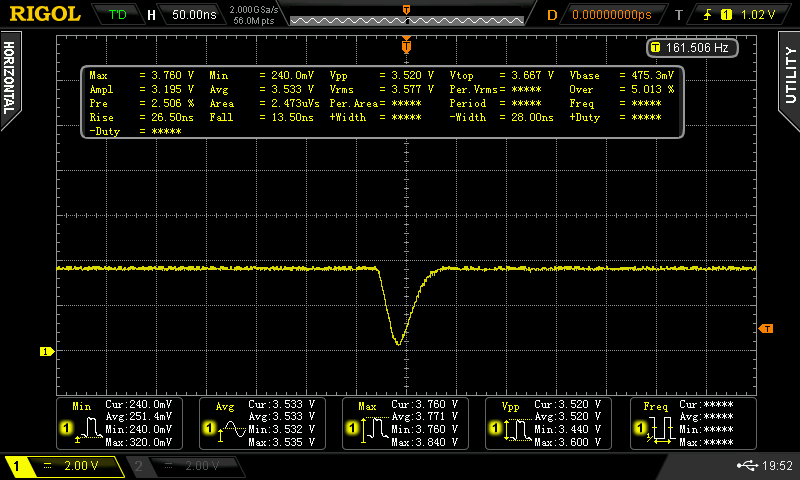 RIGOL T'D H 50.00ns 2.000GSa/s 56.0M pts D 0.00000000ps T 1 1.02 V
HORIZONTAL
UTILITY
T
T 161.506 Hz
Max = 3.760 V Min = 240.0mV Vpp = 3.520 V Vtop = 3.667 V Vbase = 475.3mV
Ampl = 3.195 V Avg = 3.533 V Vrms = 3.577 V Per.Vrms= ***** Over = 5.013 %
Pre = 2.506 % Area = 2.473uVs Per.Area= ***** Period = ***** Freq = *****
Rise = 26.50ns Fall = 13.50ns +Width = ***** -Width = 28.00ns +Duty = *****
-Duty = *****
T
1
Min
1
Cur:240.0mV
Avg:251.4mV
Min:240.0mV
Max:320.0mV
Avg
1
Cur:3.533 V
Avg:3.533 V
Min:3.532 V
Max:3.535 V
Max
1
Cur:3.760 V
Avg:3.771 V
Min:3.760 V
Max:3.840 V
Vpp
1
Cur:3.520 V
Avg:3.520 V
Min:3.440 V
Max:3.600 V
Freq
1
Cur:*****
Avg:*****
Min:*****
Max:*****
1 2.00 V 2 2.00 V 19:52